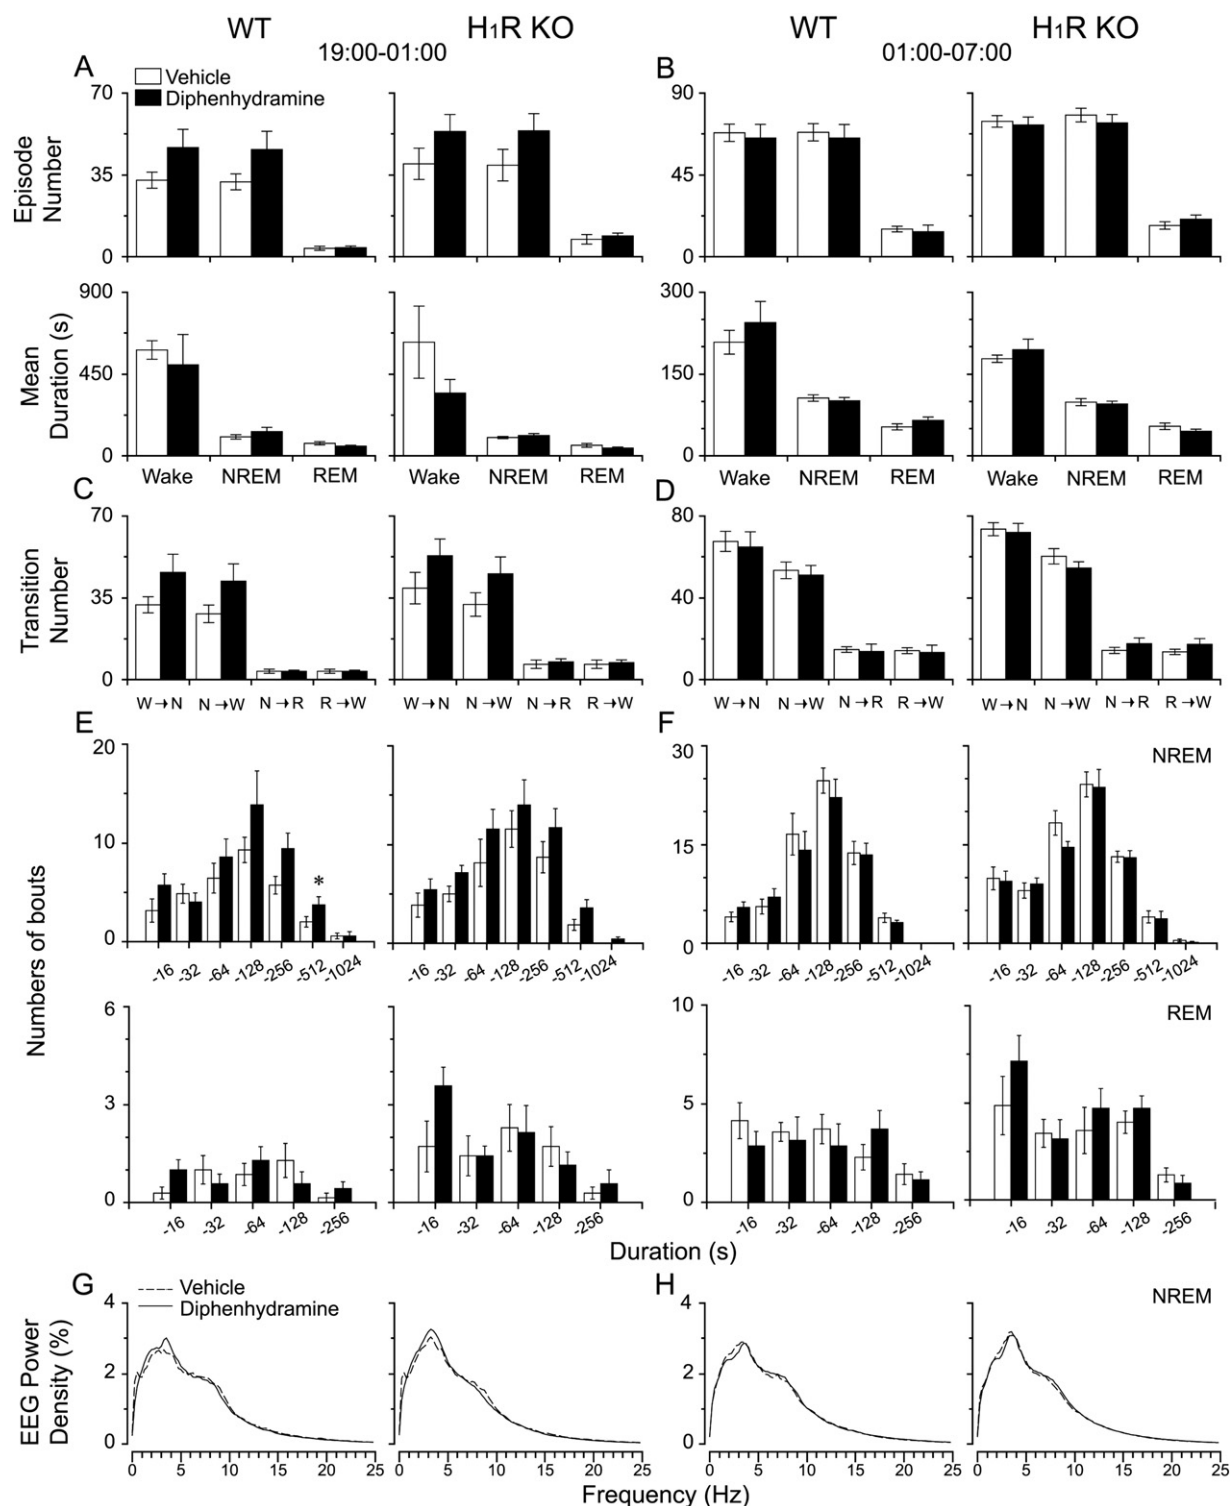 WT H1R KO WT H1R KO
19:00-01:00 01:00-07:00
A B
Vehicle
Diphenhydramine
Episode
Number
70 90
35 45
0 0
Mean
Duration (s)
900 300
450 150
0 0
Wake NREM REM Wake NREM REM
C D
Transition
Number
70 80
35 40
0 0
W→N N→W N→R R→W W→N N→W N→R R→W W→N N→W N→R R→W W→N N→W N→R R→W
E F
NREM
Numbers of bouts
20 30
10 15
*
0 0
-16 -32 -64 -128 -256 -512 -1024 -16 -32 -64 -128 -256 -512 -1024 -16 -32 -64 -128 -256 -512 -1024 -16 -32 -64 -128 -256 -512 -1024
REM
6 10
3 5
0 0
-16 -32 -64 -128 -256 -16 -32 -64 -128 -256 -16 -32 -64 -128 -256 -16 -32 -64 -128 -256
Duration (s)
G H
Vehicle
Diphenhydramine
NREM
EEG Power
Density (%)
4 4
2 2
0 0
0 5 10 15 20 25 0 5 10 15 20 25 0 5 10 15 20 25 0 5 10 15 20 25
Frequency (Hz)